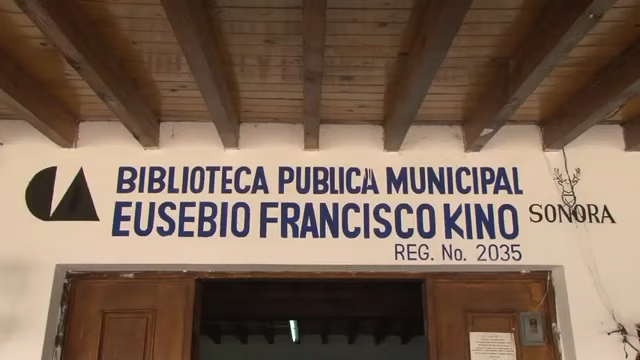 BIBLIOTECA PUBLICA MUNICIPAL
EUSEBIO FRANCISCO KINO
REG. No. 2035
SONORA